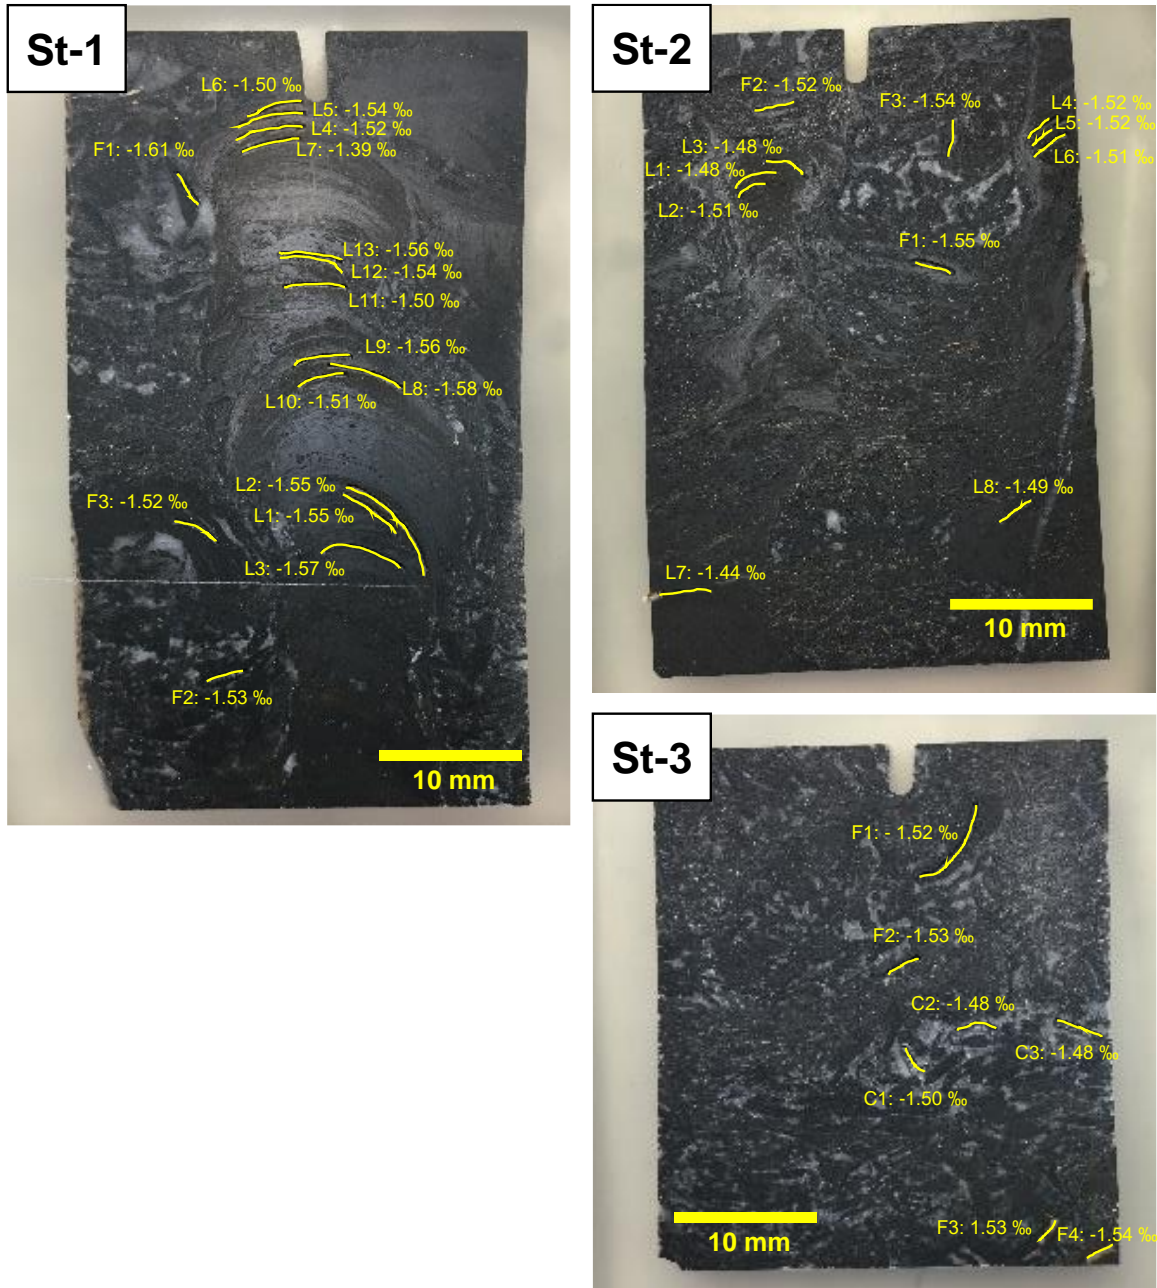 St-1
L6: -1.50 ‰
L5: -1.54 ‰
L4: -1.52 ‰
L7: -1.39 ‰
F1: -1.61 ‰
L13: -1.56 ‰
L12: -1.54 ‰
L11: -1.50 ‰
L9: -1.56 ‰
L8: -1.58 ‰
L10: -1.51 ‰
L2: -1.55 ‰
F3: -1.52 ‰
L1: -1.55 ‰
L3: -1.57 ‰
F2: -1.53 ‰
10 mm
St-2
F2: -1.52 ‰
F3: -1.54 ‰
L4: -1.52 ‰
L5: -1.52 ‰
L6: -1.51 ‰
L3: -1.48 ‰
L1: -1.48 ‰
L2: -1.51 ‰
F1: -1.55 ‰
L8: -1.49 ‰
L7: -1.44 ‰
10 mm
St-3
F1: - 1.52 ‰
F2: -1.53 ‰
C2: -1.48 ‰
C3: -1.48 ‰
C1: -1.50 ‰
F3: 1.53 ‰
F4: -1.54 ‰
10 mm